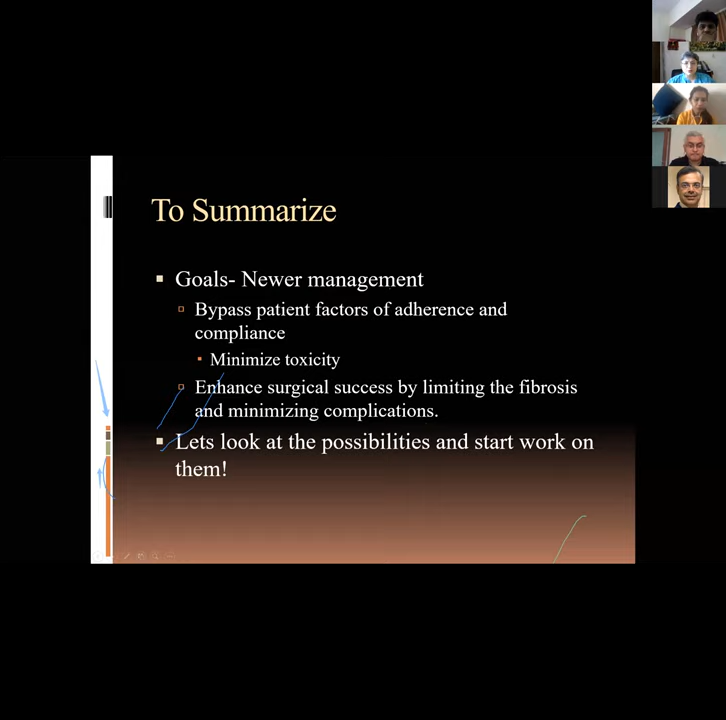 To Summarize
Goals- Newer management
Bypass patient factors of adherence and
compliance
Minimize toxicity
Enhance surgical success by limiting the fibrosis
and minimizing complications.
Lets look at the possibilities and start work on
them!